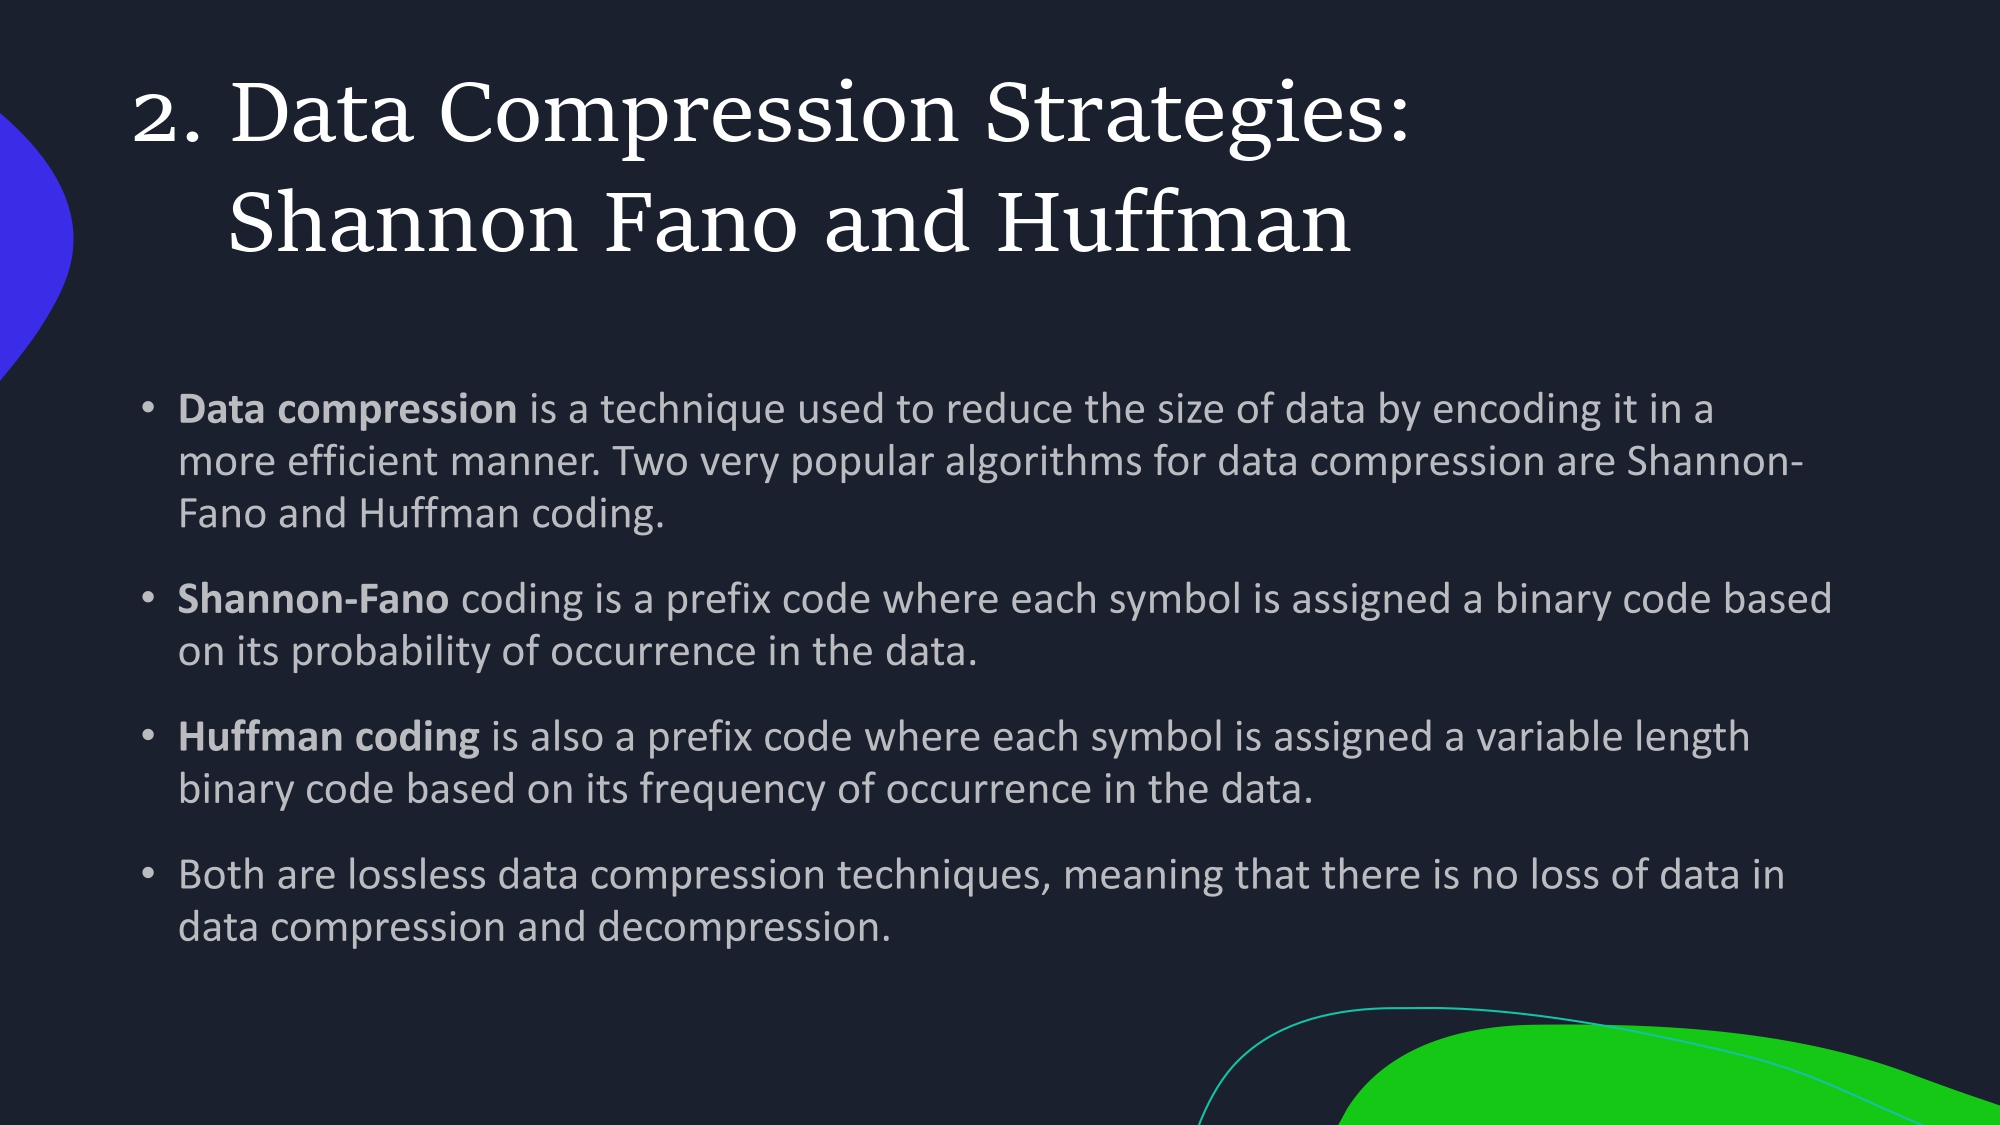 2. Data Compression Strategies:
Shannon Fano and Huffman
• Data compression is a technique used to reduce the size of data by encoding it in a
more efficient manner. Two very popular algorithms for data compression are Shannon-
Fano and Huffman coding.
• Shannon-Fano coding is a prefix code where each symbol is assigned a binary code based
on its probability of occurrence in the data.
• Huffman coding is also a prefix code where each symbol is assigned a variable length
binary code based on its frequency of occurrence in the data.
• Both are lossless data compression techniques, meaning that there is no loss of data in
data compression and decompression.